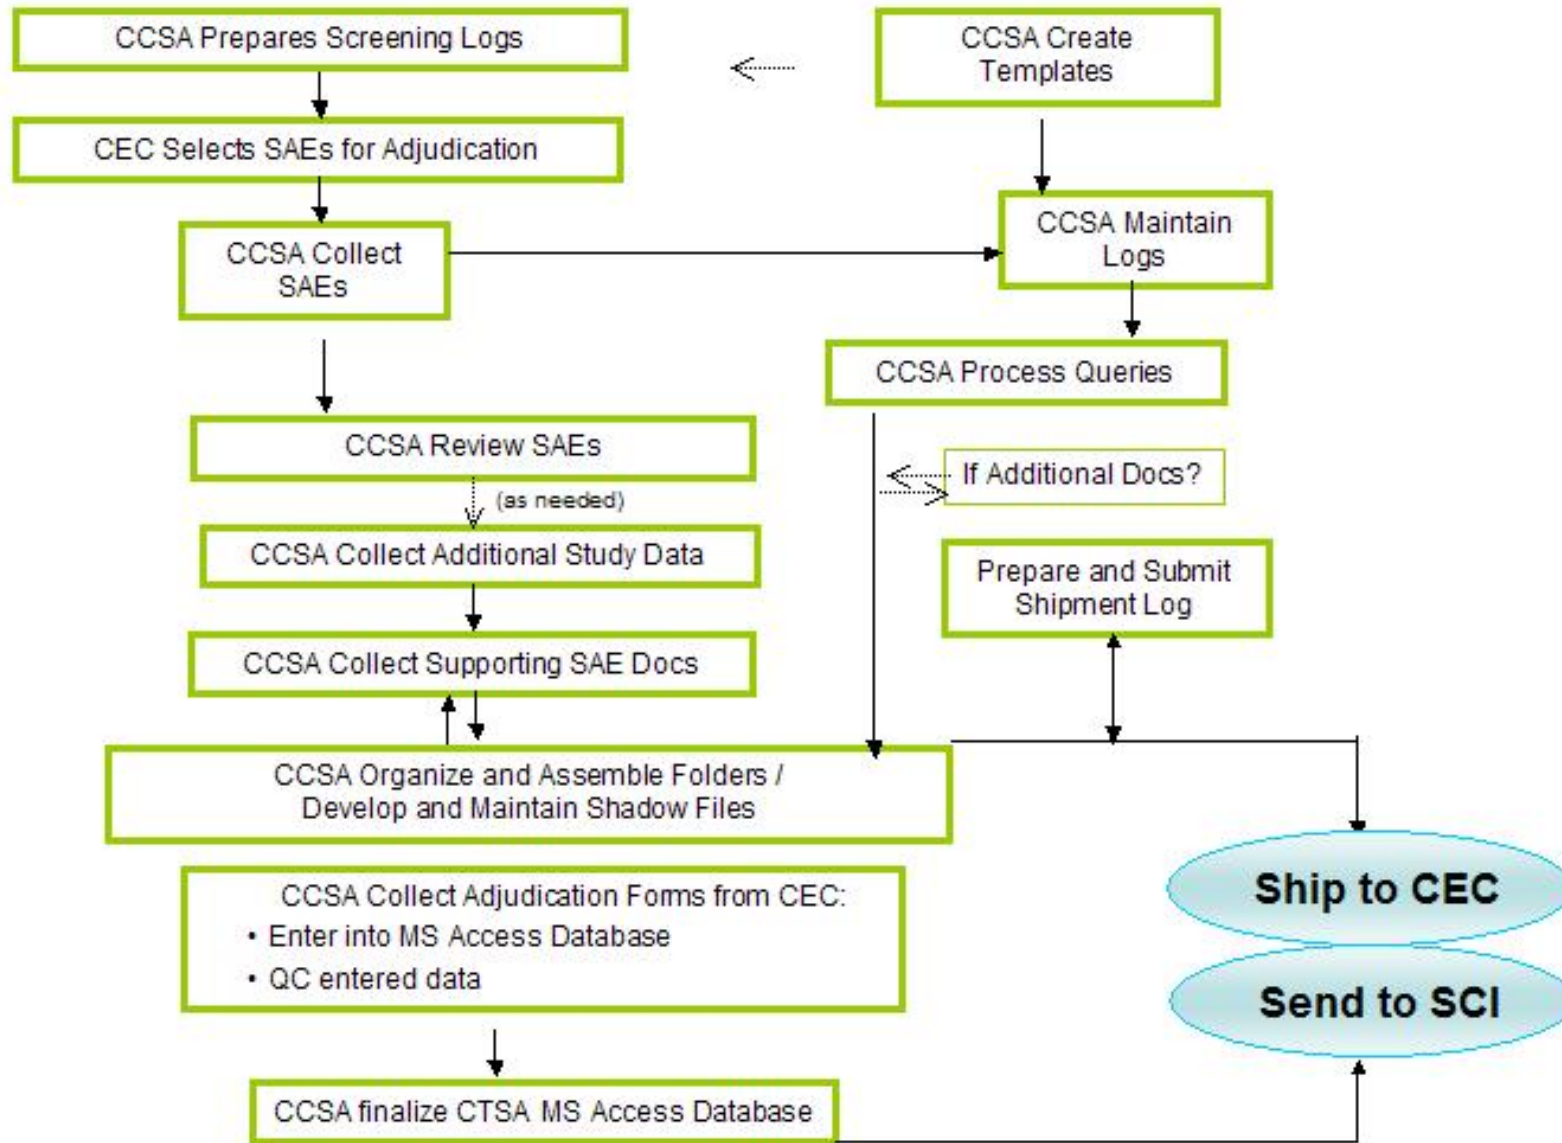 CCSA Prepares Screening Logs
CCSA Create
Templates
CEC Selects SAEs for Adjudication
CCSA Collect
SAEs
CCSA Maintain
Logs
CCSA Process Queries
CCSA Review SAEs
(as needed)
If Additional Docs?
CCSA Collect Additional Study Data
Prepare and Submit
Shipment Log
CCSA Collect Supporting SAE Docs
CCSA Organize and Assemble Folders /
Develop and Maintain Shadow Files
CCSA Collect Adjudication Forms from CEC:
• Enter into MS Access Database
• QC entered data
Ship to CEC
Send to SCI
CCSA finalize CTSA MS Access Database